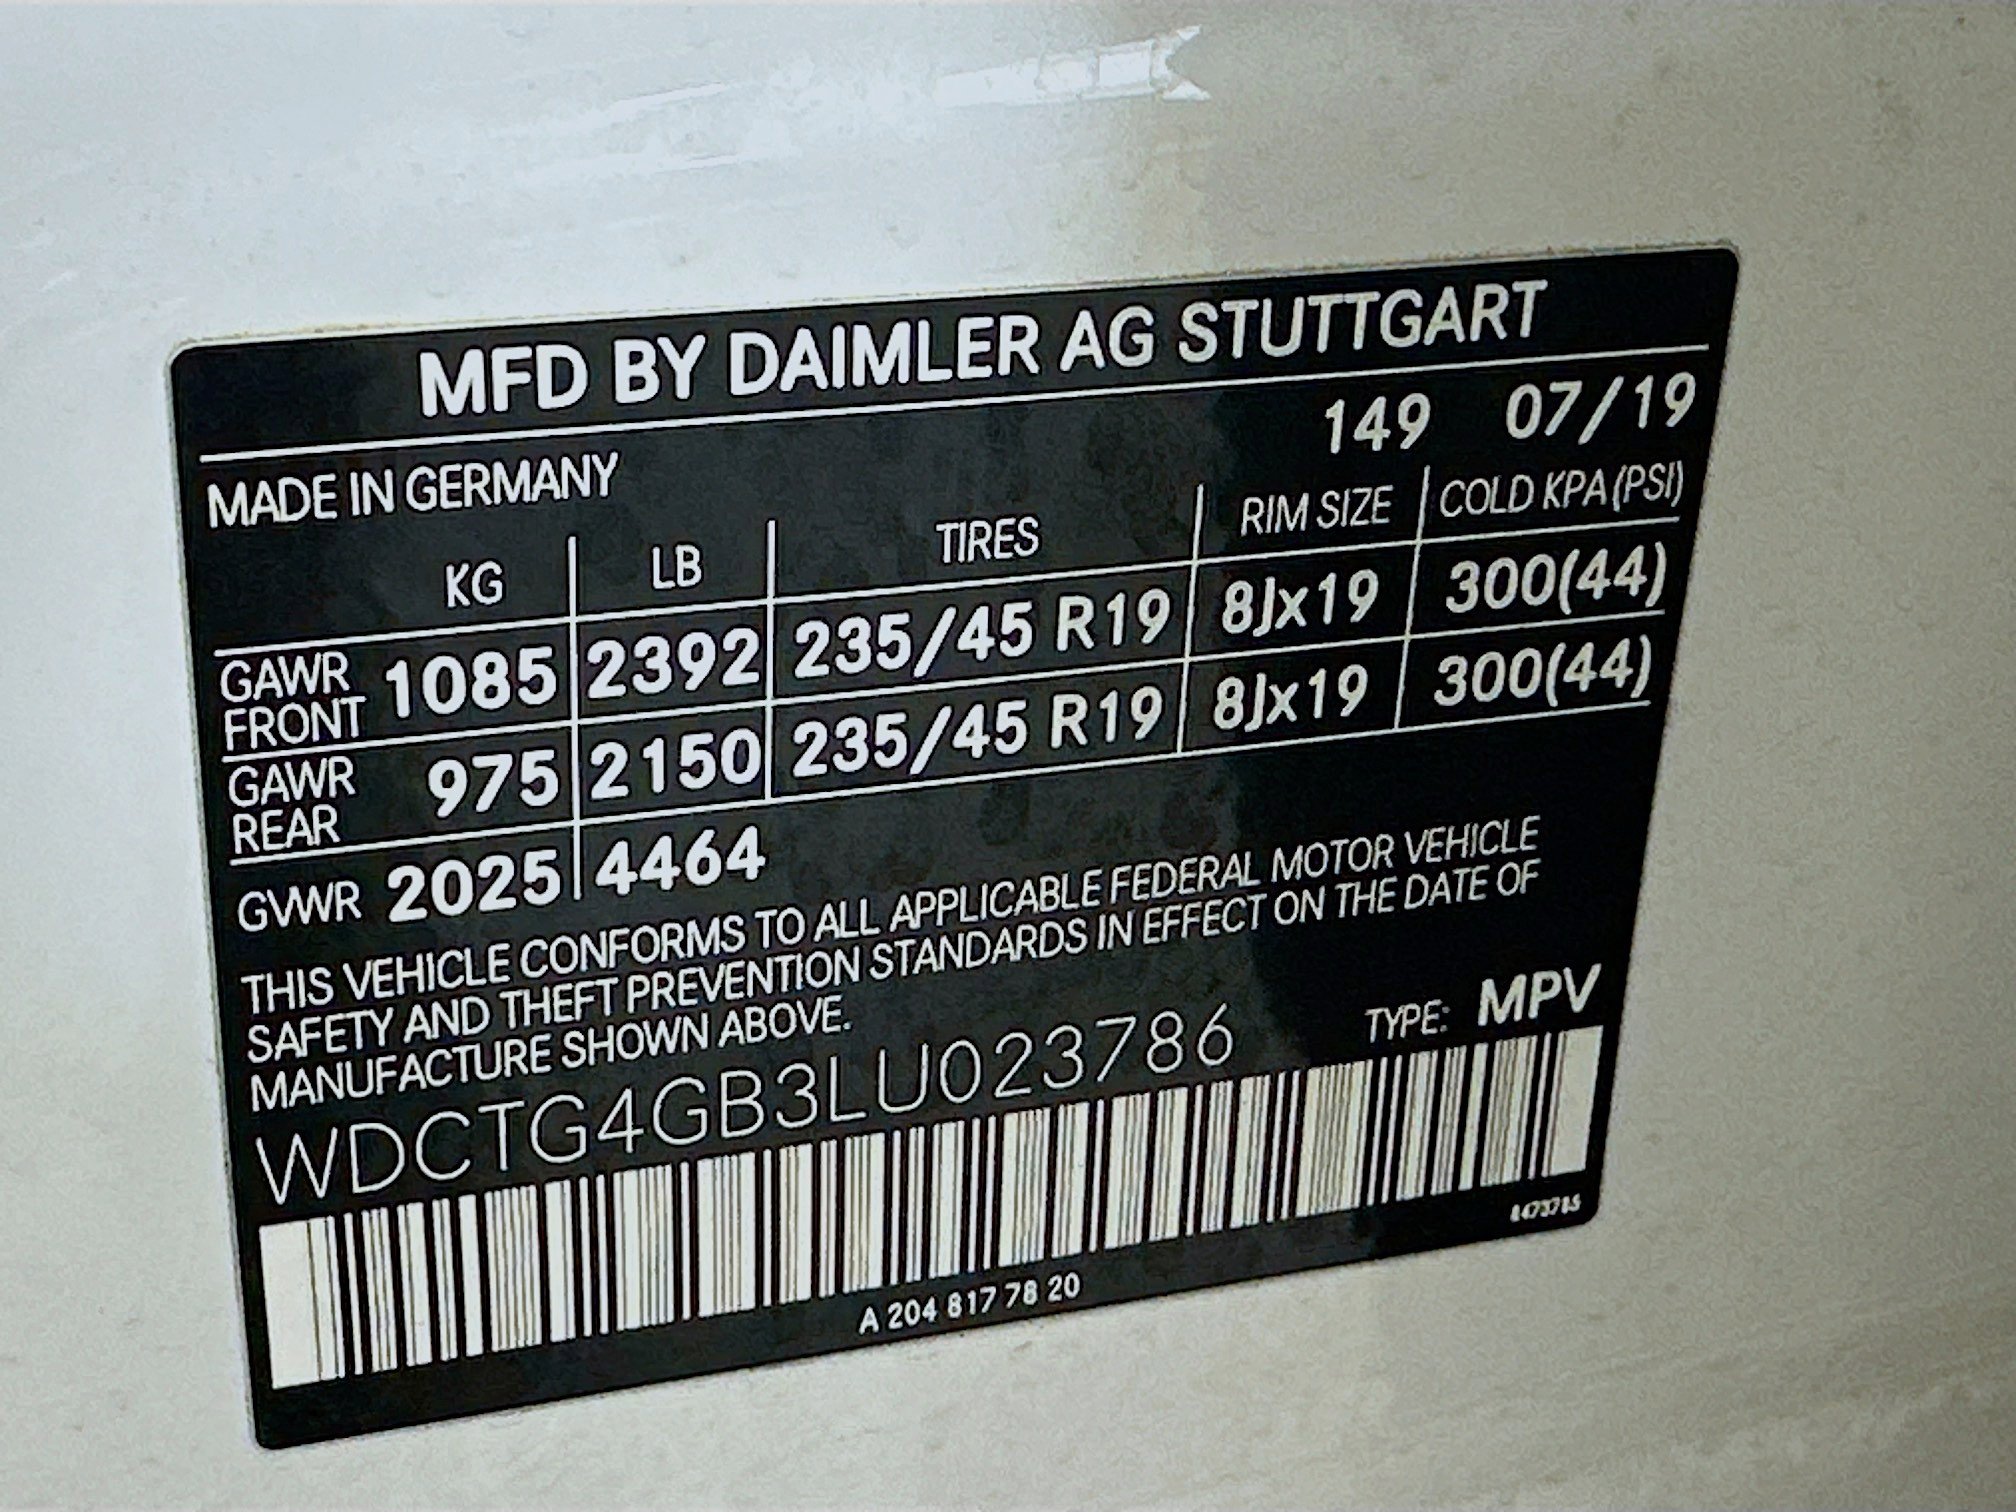 MFD BY DAIMLER AG STUTTGART
149 07/19
MADE IN GERMANY
KG LB TIRES RIM SIZE COLD KPA(PSI)
GAWR FRONT 1085 2392 235/45 R19 8Jx19 300(44)
GAWR REAR 975 2150 235/45 R19 8Jx19 300(44)
GVWR 2025 4464
THIS VEHICLE CONFORMS TO ALL APPLICABLE FEDERAL MOTOR VEHICLE
SAFETY AND THEFT PREVENTION STANDARDS IN EFFECT ON THE DATE OF
MANUFACTURE SHOWN ABOVE.
TYPE: MPV
WDCTG4GB3LU023786
A 204 817 78 20